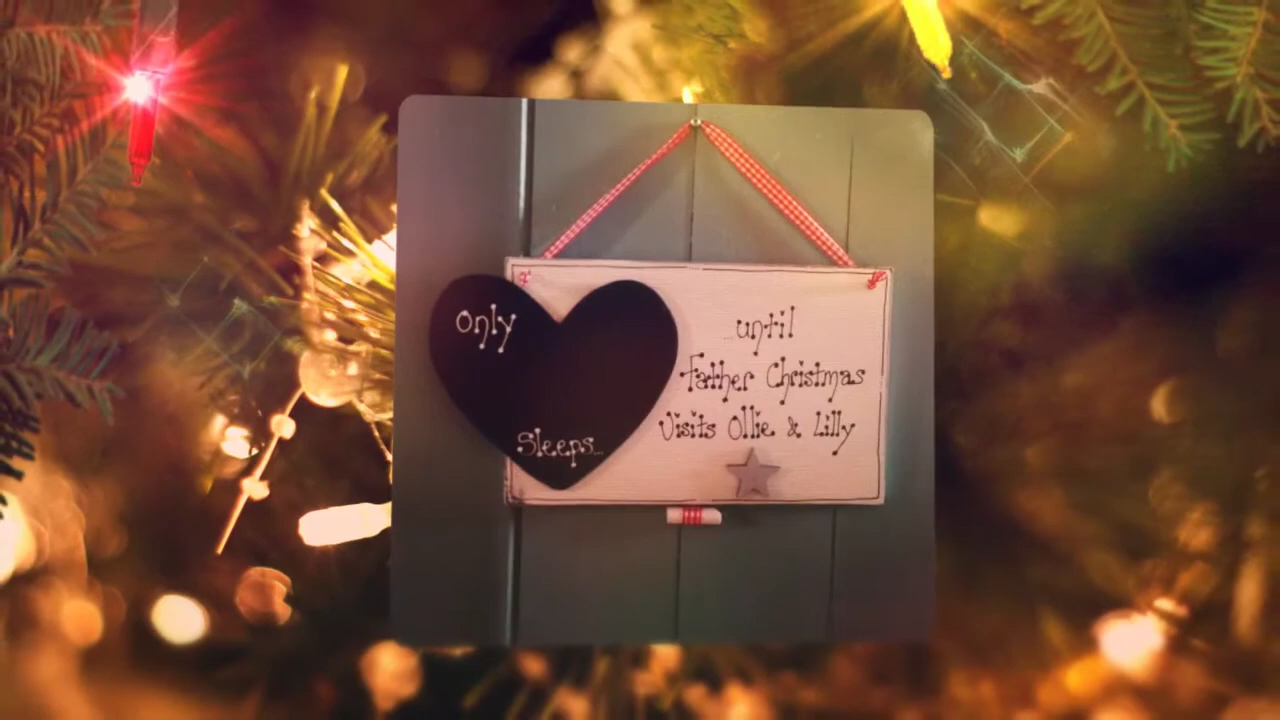 Only
Sleeps...
...until
Father Christmas
Visits Ollie & Lilly